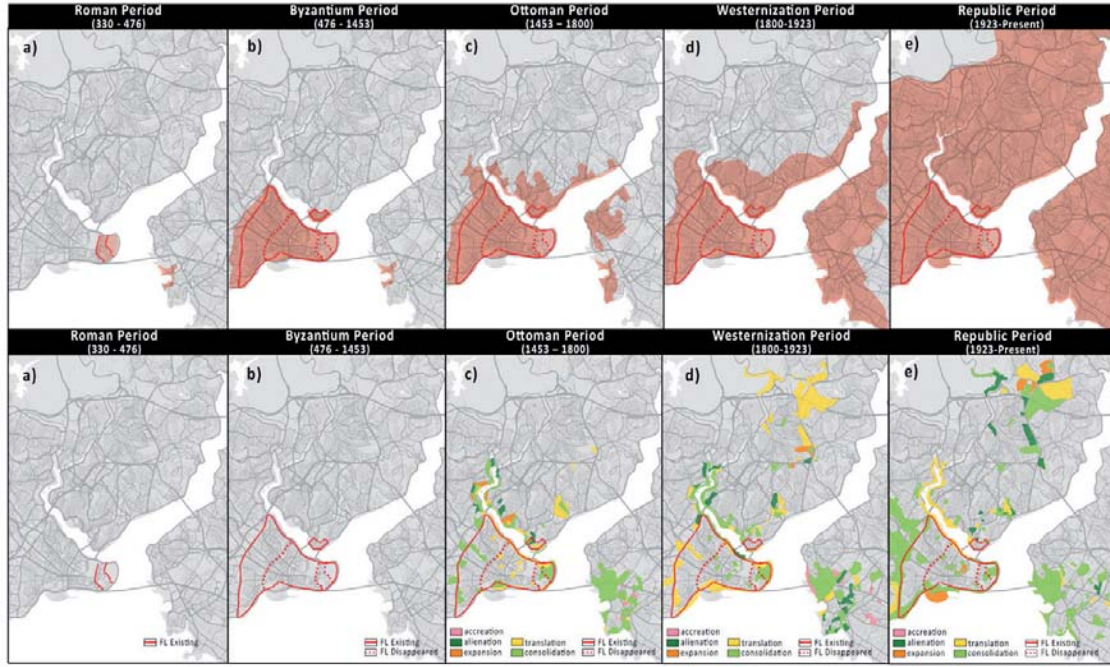 Roman Period
(330 - 476)
Byzantium Period
(476 - 1453)
Ottoman Period
(1453 – 1800)
Westernization Period
(1800-1923)
Republic Period
(1923-Present)
a)
b)
c)
d)
e)
Roman Period
(330 - 476)
Byzantium Period
(476 - 1453)
Ottoman Period
(1453 – 1800)
Westernization Period
(1800-1923)
Republic Period
(1923-Present)
a)
b)
c)
d)
e)
FL Existing
FL Existing
FL Disappeared
accreation
alienation
expansion
translation
consolidation
FL Existing
FL Disappeared
accreation
alienation
expansion
translation
consolidation
FL Existing
FL Disappeared
accreation
alienation
expansion
translation
consolidation
FL Existing
FL Disappeared